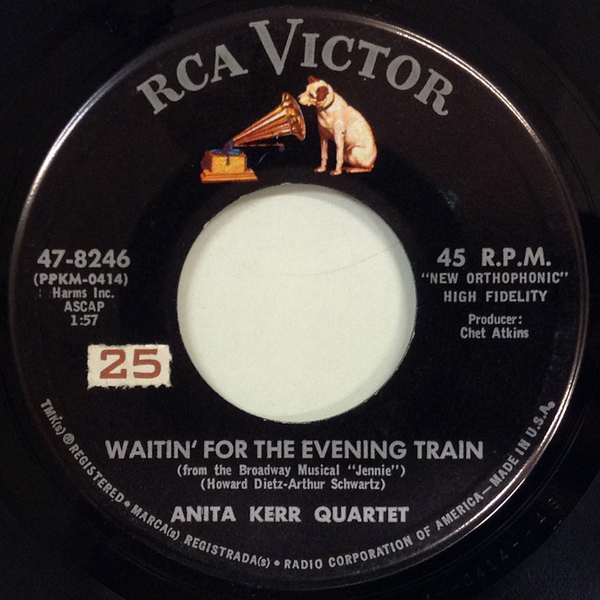 RCA VICTOR
47-8246
(PPKM-0414)
Harms Inc.
ASCAP
1:57
25
45 R.P.M.
"NEW ORTHOPHONIC"
HIGH FIDELITY
Producer:
Chet Atkins
WAITIN' FOR THE EVENING TRAIN
(from the Broadway Musical "Jennie")
(Howard Dietz-Arthur Schwartz)
ANITA KERR QUARTET
TMK(s) ® REGISTERED • MARCA(s) REGISTRADA(s) • RADIO CORPORATION OF AMERICA—MADE IN U.S.A.